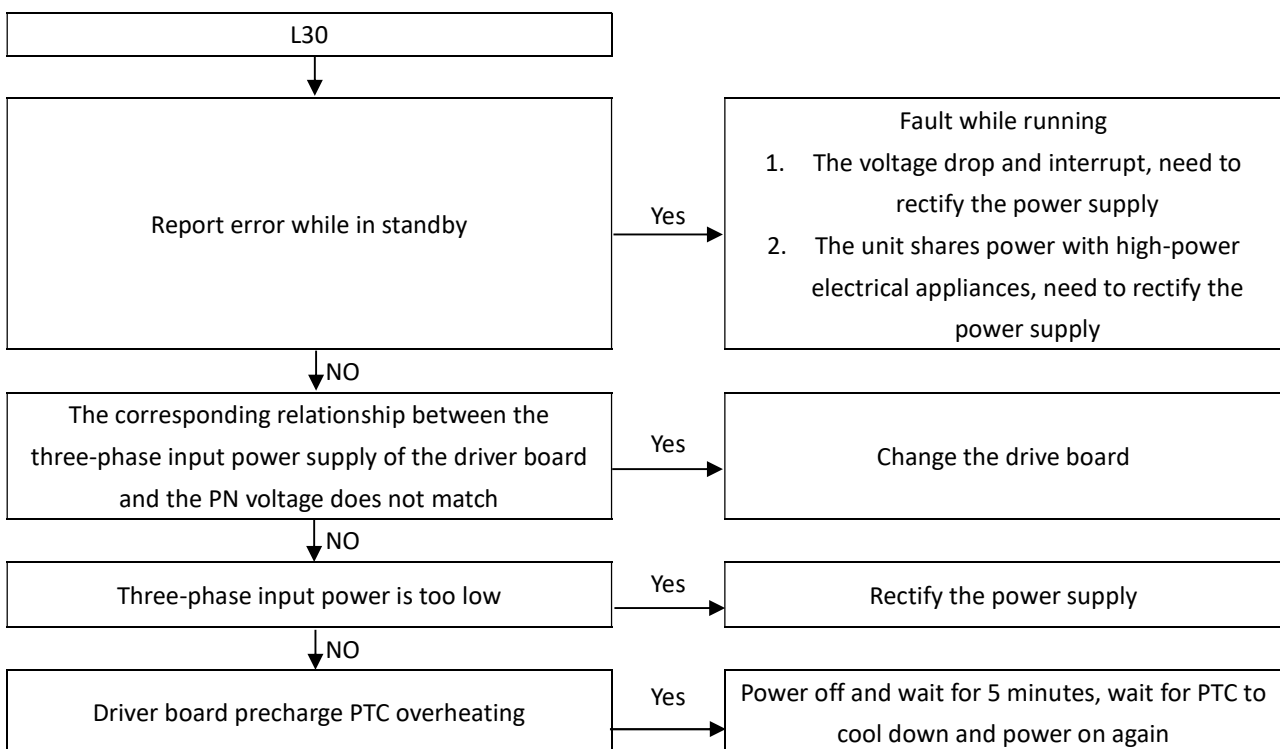 L30
Report error while in standby
Yes
Fault while running
1. The voltage drop and interrupt, need to
rectify the power supply
2. The unit shares power with high-power
electrical appliances, need to rectify the
power supply
NO
The corresponding relationship between the
three-phase input power supply of the driver board
and the PN voltage does not match
Yes
Change the drive board
NO
Three-phase input power is too low
Yes
Rectify the power supply
NO
Driver board precharge PTC overheating
Yes
Power off and wait for 5 minutes, wait for PTC to
cool down and power on again